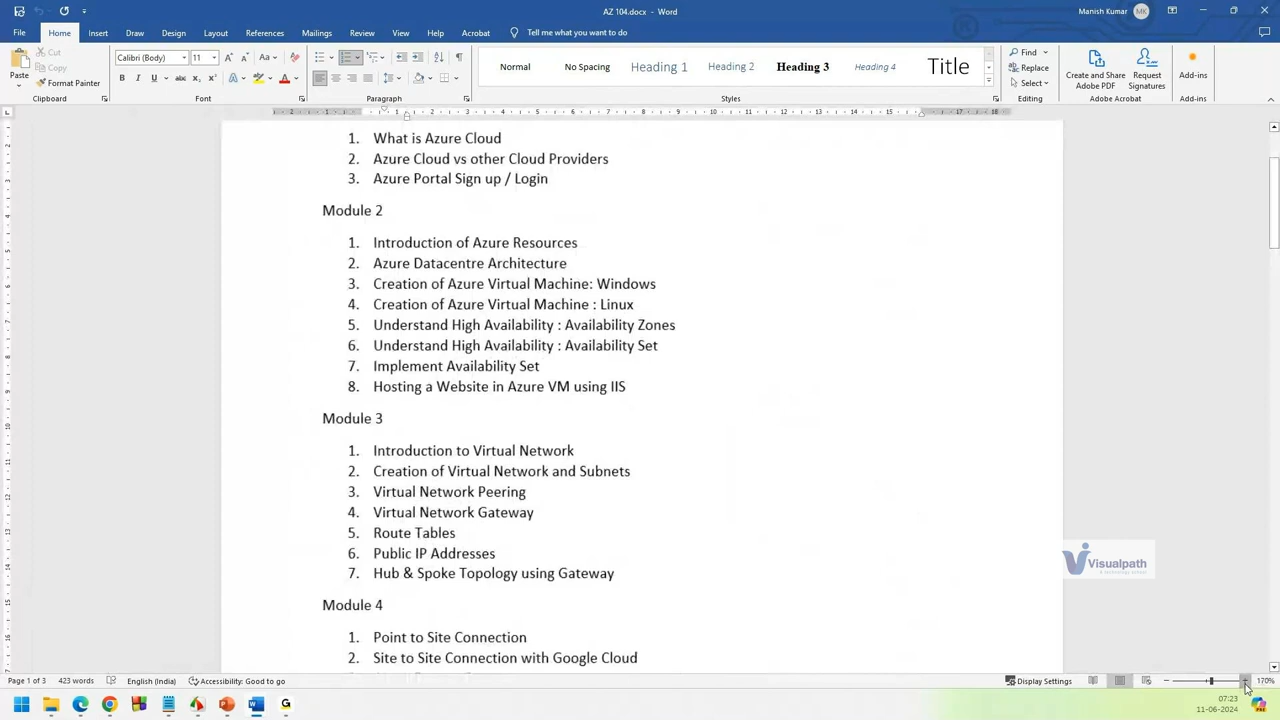 AZ 104.docx - Word
Manish Kumar
MK
File
Home
Insert
Draw
Design
Layout
References
Mailings
Review
View
Help
Acrobat
Tell me what you want to do
Paste
Cut
Copy
Format Painter
Clipboard
Calibri (Body)
11
Font
Paragraph
Normal
No Spacing
Heading 1
Heading 2
Heading 3
Heading 4
Title
Styles
Find
Replace
Select
Editing
Create and Share
Adobe PDF
Request
Signatures
Adobe Acrobat
Add-ins
Add-ins
1. What is Azure Cloud
2. Azure Cloud vs other Cloud Providers
3. Azure Portal Sign up / Login
Module 2
1. Introduction of Azure Resources
2. Azure Datacentre Architecture
3. Creation of Azure Virtual Machine: Windows
4. Creation of Azure Virtual Machine : Linux
5. Understand High Availability : Availability Zones
6. Understand High Availability : Availability Set
7. Implement Availability Set
8. Hosting a Website in Azure VM using IIS
Module 3
1. Introduction to Virtual Network
2. Creation of Virtual Network and Subnets
3. Virtual Network Peering
4. Virtual Network Gateway
5. Route Tables
6. Public IP Addresses
7. Hub & Spoke Topology using Gateway
Visualpath
Module 4
1. Point to Site Connection
2. Site to Site Connection with Google Cloud
Page 1 of 3
423 words
English (India)
Accessibility: Good to go
Display Settings
170%
07:23
11-06-2024